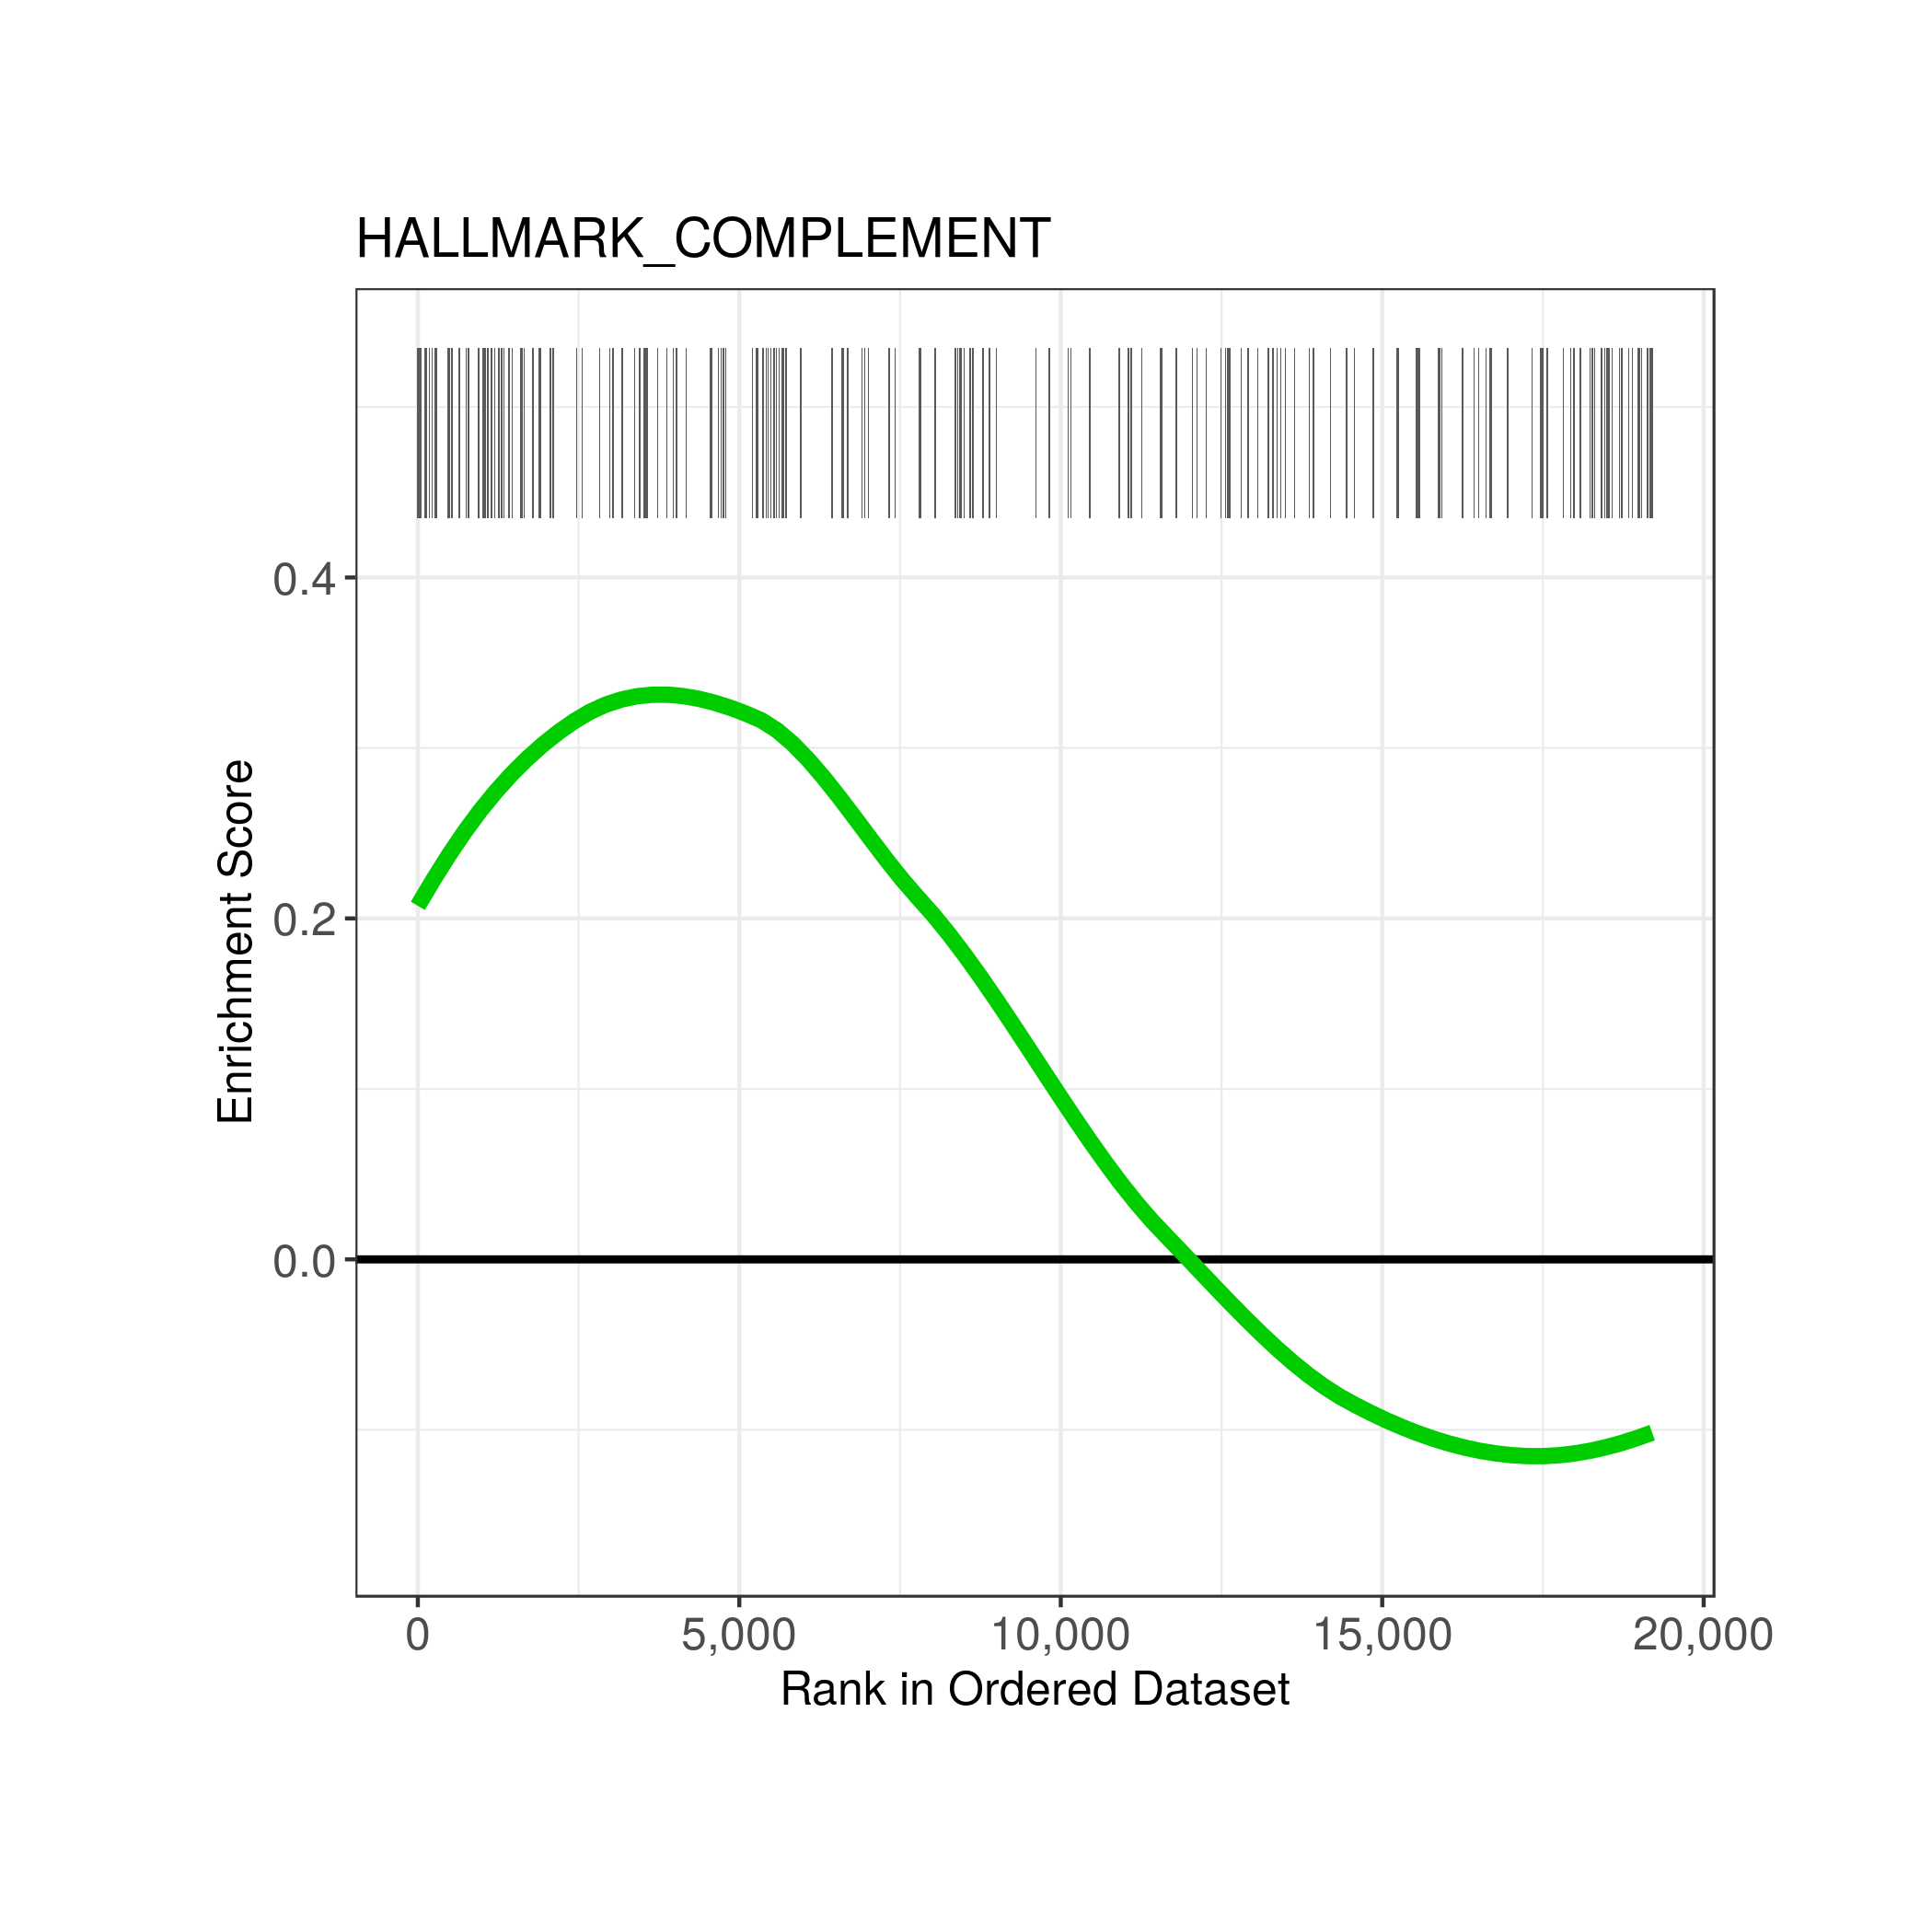 HALLMARK_COMPLEMENT
Enrichment Score
0.4
0.2
0.0
0 5,000 10,000 15,000 20,000
Rank in Ordered Dataset